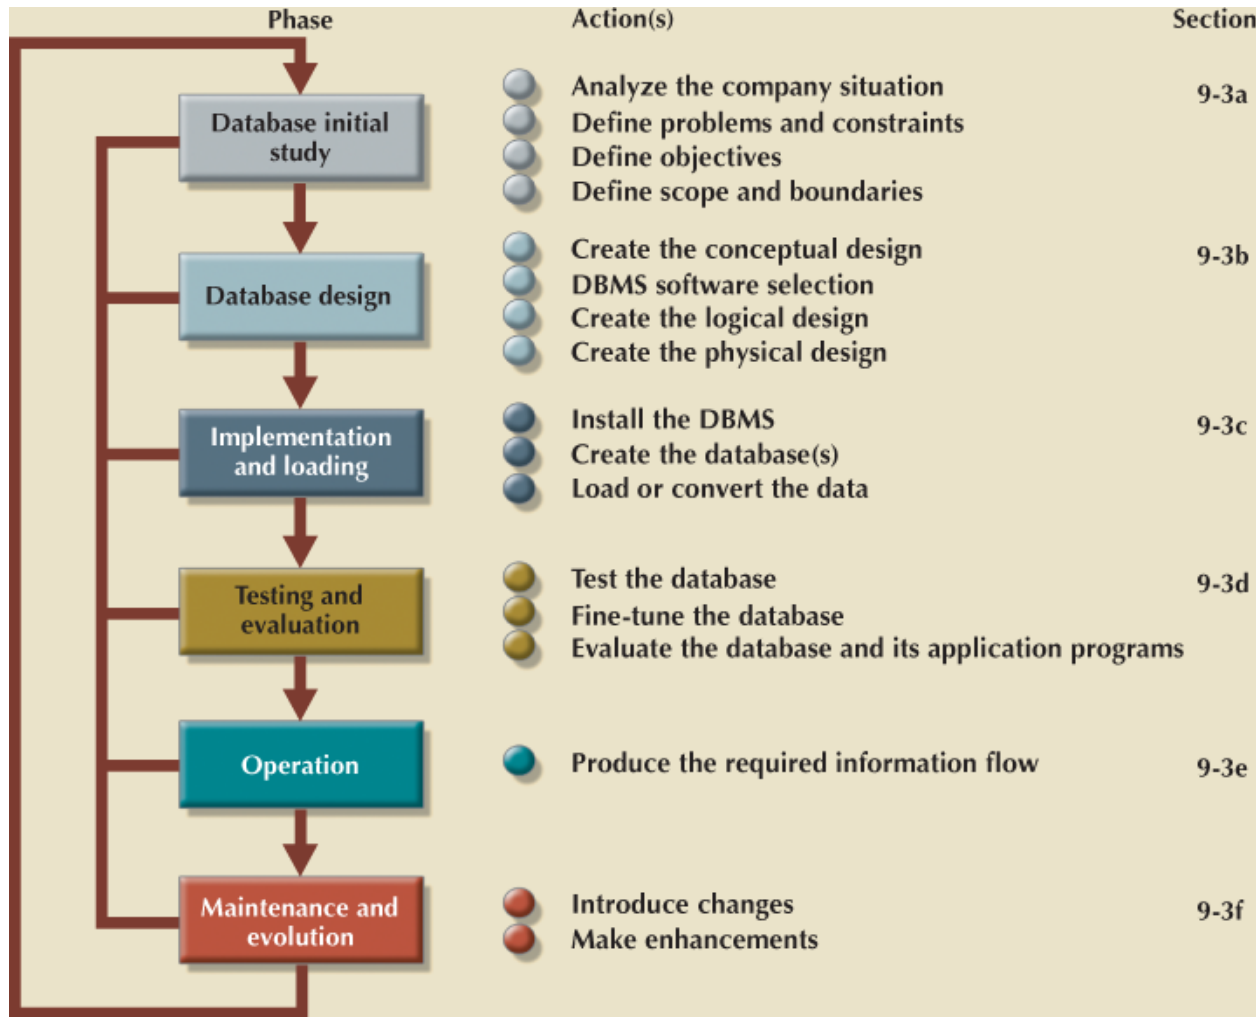 Phase Action(s) Section
Database initial
study
Analyze the company situation
Define problems and constraints
Define objectives
Define scope and boundaries
9-3a
Database design
Create the conceptual design
DBMS software selection
Create the logical design
Create the physical design
9-3b
Implementation
and loading
Install the DBMS
Create the database(s)
Load or convert the data
9-3c
Testing and
evaluation
Test the database
Fine-tune the database
Evaluate the database and its application programs
9-3d
Operation
Produce the required information flow
9-3e
Maintenance and
evolution
Introduce changes
Make enhancements
9-3f